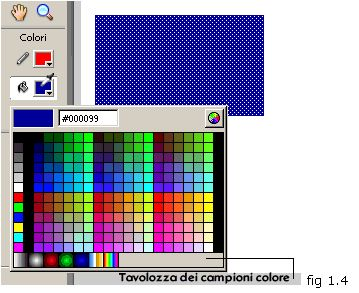 Colori
#000099
Tavolozza dei campioni colore
fig 1.4